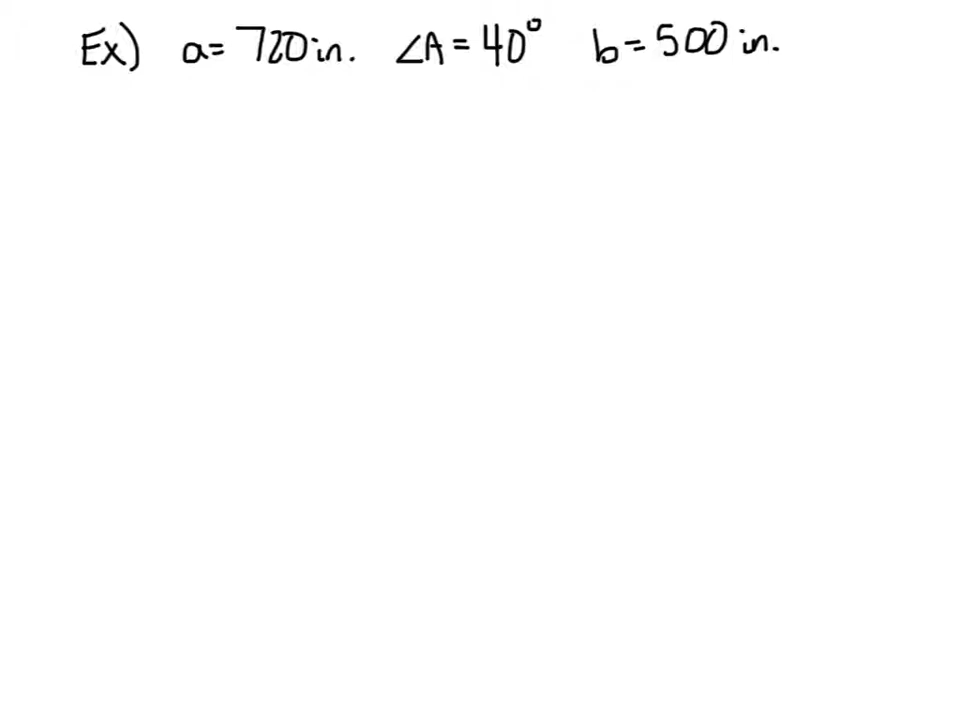 Ex) a= 720 in. ∠A = 40° b = 500 in.